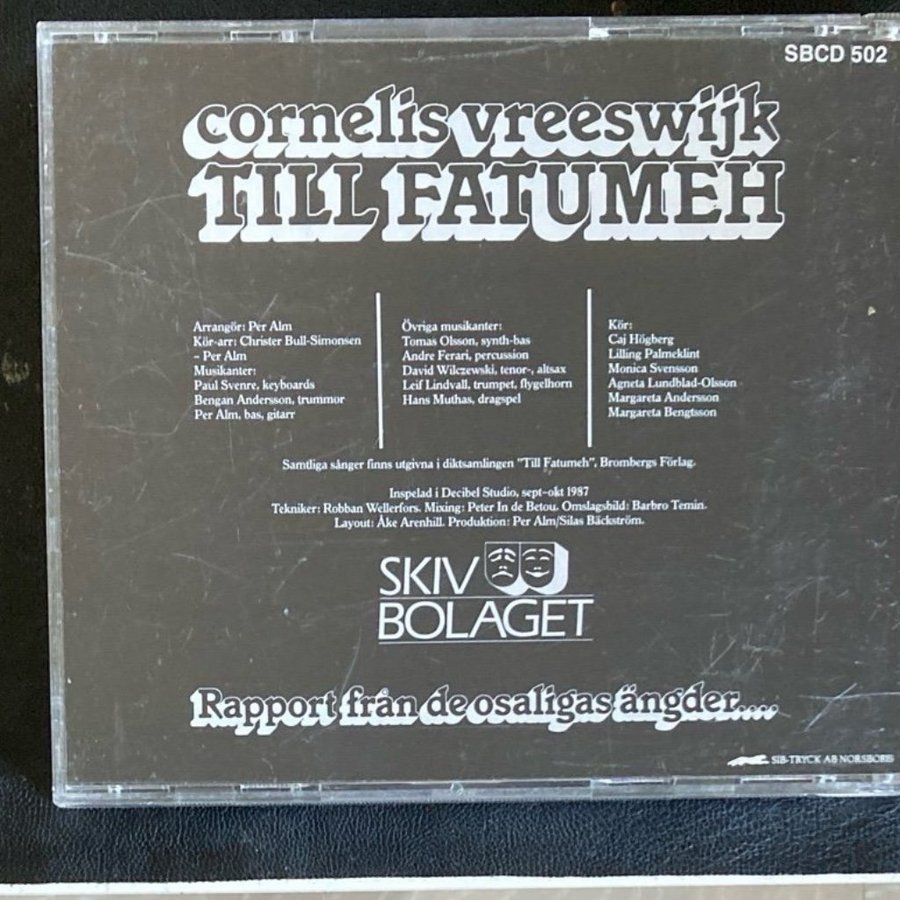 SBCD 502
cornelis vreeswijk
TILL FATUMEH
Arrangör: Per Alm
Kör-arr: Christer Bull-Simonsen
– Per Alm
Musikanter:
Paul Svenre, keyboards
Bengan Andersson, trummor
Per Alm, bas, gitarr
Övriga musikanter:
Tomas Olsson, synth-bas
Andre Ferari, percussion
David Wilczewski, tenor-, altsax
Leif Lindvall, trumpet, flygelhorn
Hans Muthas, dragspel
Kör:
Caj Högberg
Lilling Palmeklint
Monica Svensson
Agneta Lundblad-Olsson
Margareta Andersson
Margareta Bengtsson
Samtliga sånger finns utgivna i diktsamlingen "Till Fatumeh", Brombergs Förlag.
Inspelad i Decibel Studio, sept–okt 1987
Tekniker: Robban Wellerfors. Mixing: Peter In de Betou. Omslagsbild: Barbro Temin.
Layout: Åke Arenhill. Produktion: Per Alm/Silas Bäckström.
SKIV
BOLAGET
Rapport från de osaligas ängder....
SIB-TRYCK AB NORSBORG